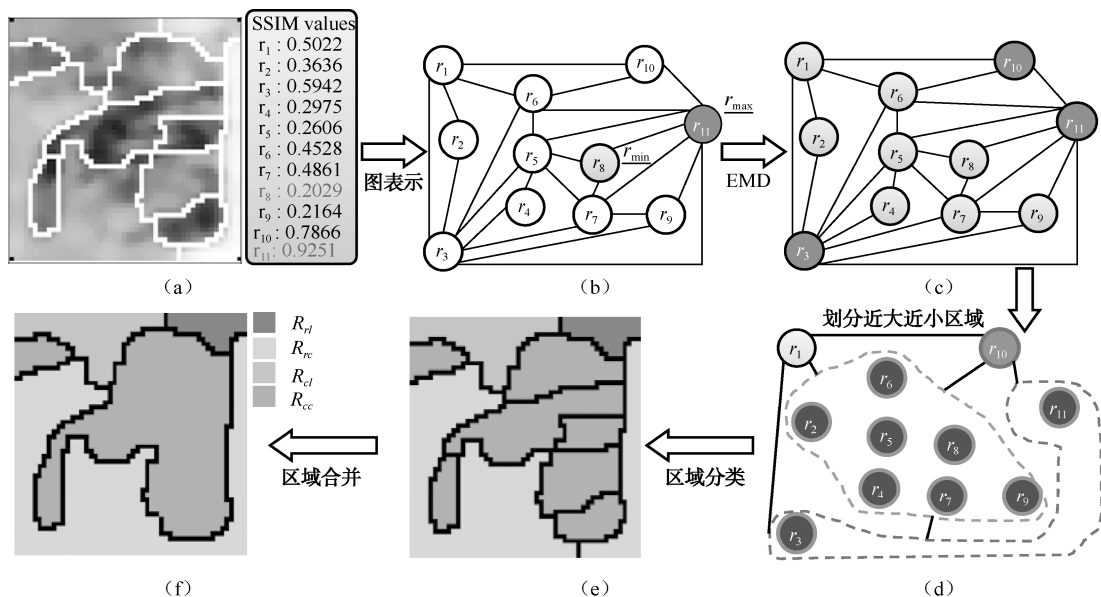 SSIM values
r1 : 0.5022
r2 : 0.3636
r3 : 0.5942
r4 : 0.2975
r5 : 0.2606
r6 : 0.4528
r7 : 0.4861
r8 : 0.2029
r9 : 0.2164
r10 : 0.7866
r11 : 0.9251
(a)
图表示
r1
r10
r6
rmax
r11
r2
r5
r8
rmin
r4
r7
r9
r3
(b)
EMD
r1
r10
r6
r11
r2
r5
r8
r4
r7
r9
r3
(c)
划分近大近小区域
r1
r10
r6
r11
r2
r5
r8
r4
r7
r9
r3
(d)
区域分类
(e)
区域合并
Rrl
Rrc
Rcl
Rcc
(f)